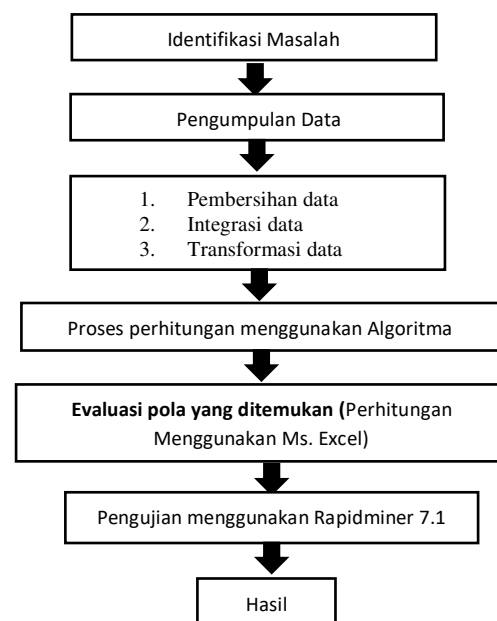 Identifikasi Masalah
Pengumpulan Data
1. Pembersihan data
2. Integrasi data
3. Transformasi data
Proses perhitungan menggunakan Algoritma
Evaluasi pola yang ditemukan (Perhitungan
Menggunakan Ms. Excel)
Pengujian menggunakan Rapidminer 7.1
Hasil